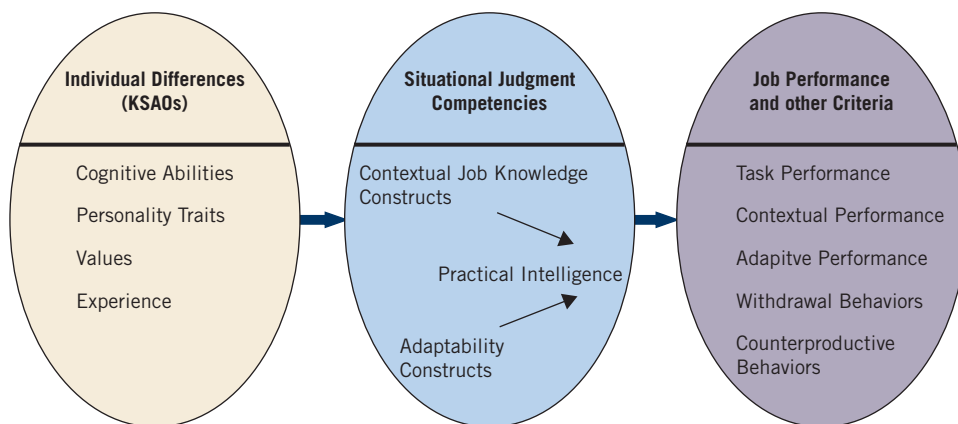 Individual Differences
(KSAOs)
Cognitive Abilities
Personality Traits
Values
Experience
Situational Judgment
Competencies
Contextual Job Knowledge
Constructs
Practical Intelligence
Adaptability
Constructs
Job Performance
and other Criteria
Task Performance
Contextual Performance
Adapitve Performance
Withdrawal Behaviors
Counterproductive
Behaviors